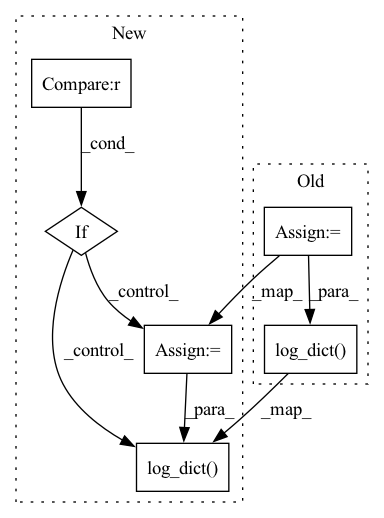 New
Compare:r
_cond_
Old
If
Assign:=
_control_
_map_
_para_
_control_
Assign:=
log_dict()
_para_
_map_
log_dict()